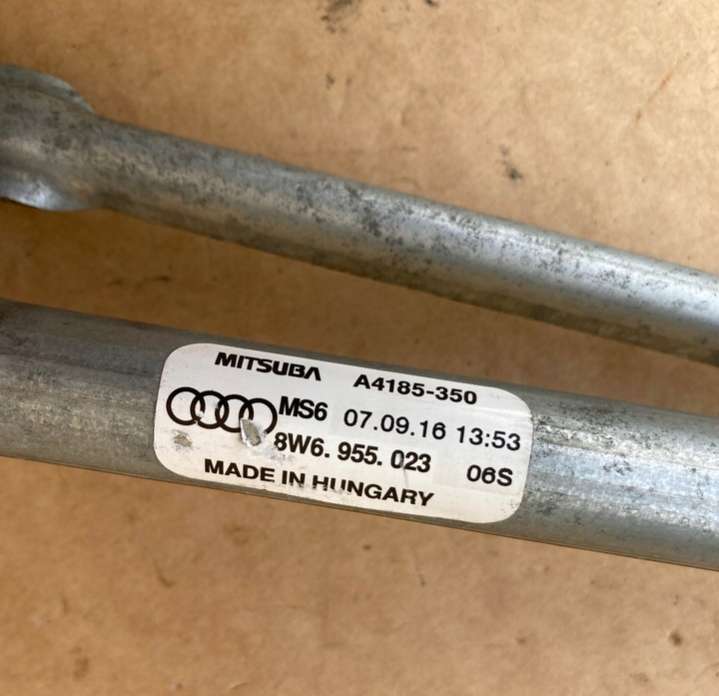 MITSUBA A4185-350
MS6 07.09.16 13:53
8W6. 955. 023 06S
MADE IN HUNGARY